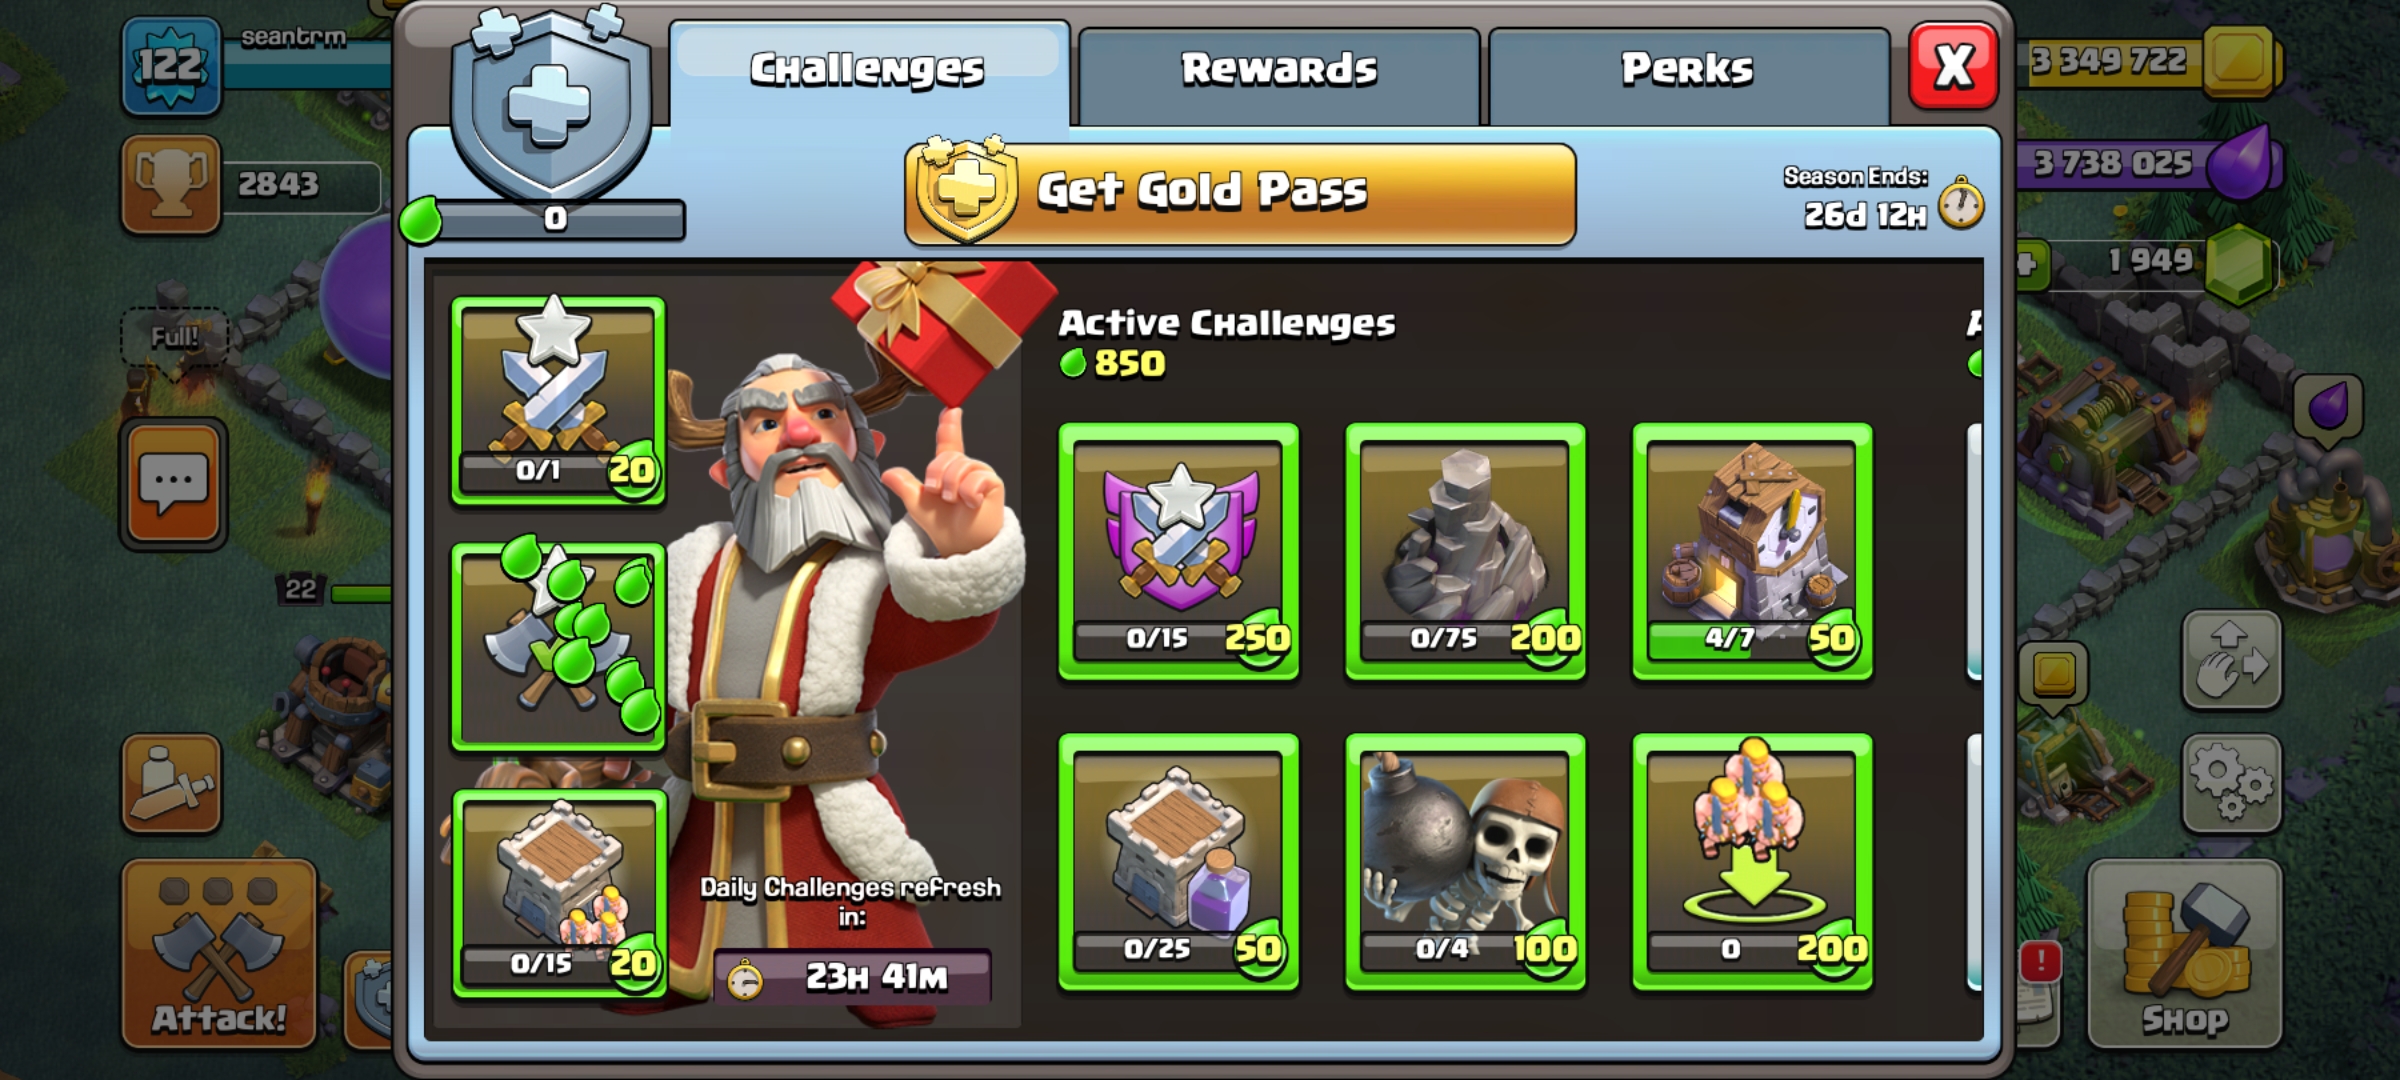 122
seantrm
2843
Full!
22
Attack!
Challenges
Rewards
Perks
X
0
Get Gold Pass
Season Ends:
26d 12h
3 349 722
3 738 025
1 949
0/1
20
0/15
20
Daily Challenges refresh
in:
23h 41m
Active Challenges
850
0/15
250
0/75
200
4/7
50
0/25
50
0/4
100
0
200
!
Shop